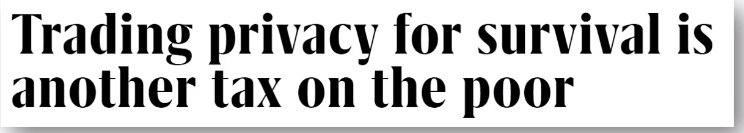 Trading privacy for survival is
another tax on the poor